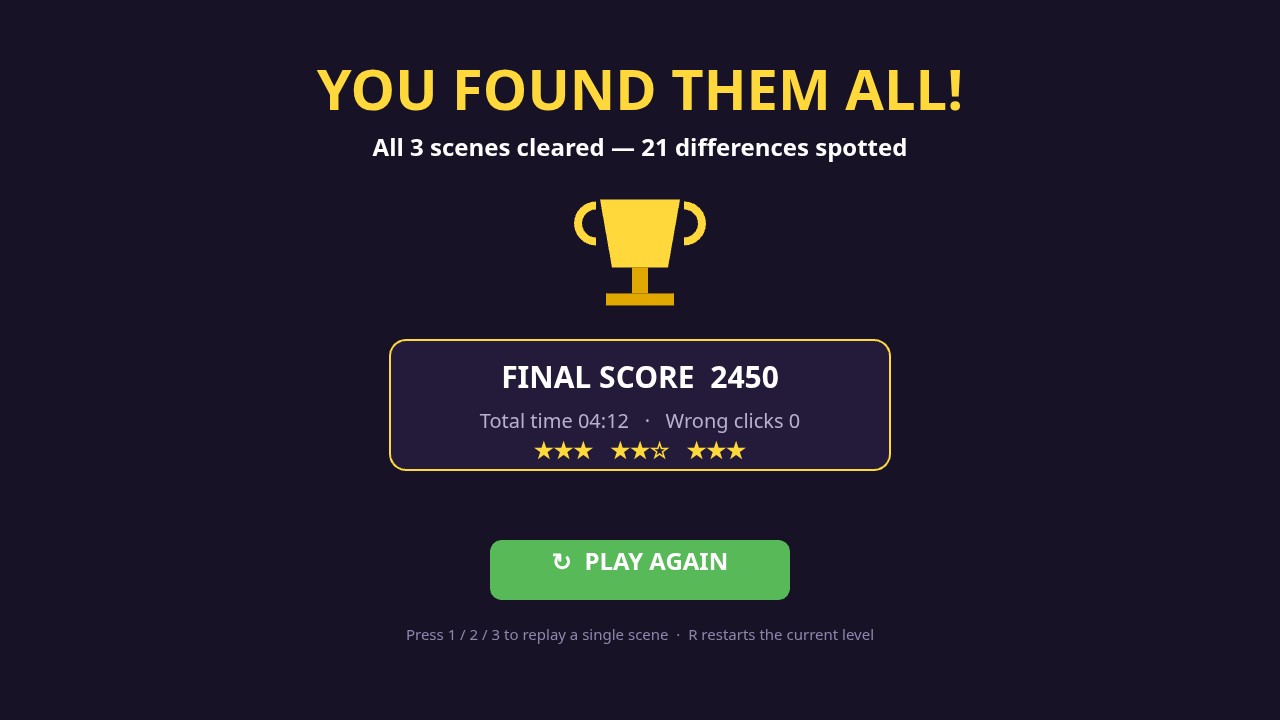 YOU FOUND THEM ALL!
All 3 scenes cleared — 21 differences spotted
FINAL SCORE 2450
Total time 04:12 · Wrong clicks 0
★★★ ★★☆ ★★★
↻ PLAY AGAIN
Press 1 / 2 / 3 to replay a single scene · R restarts the current level